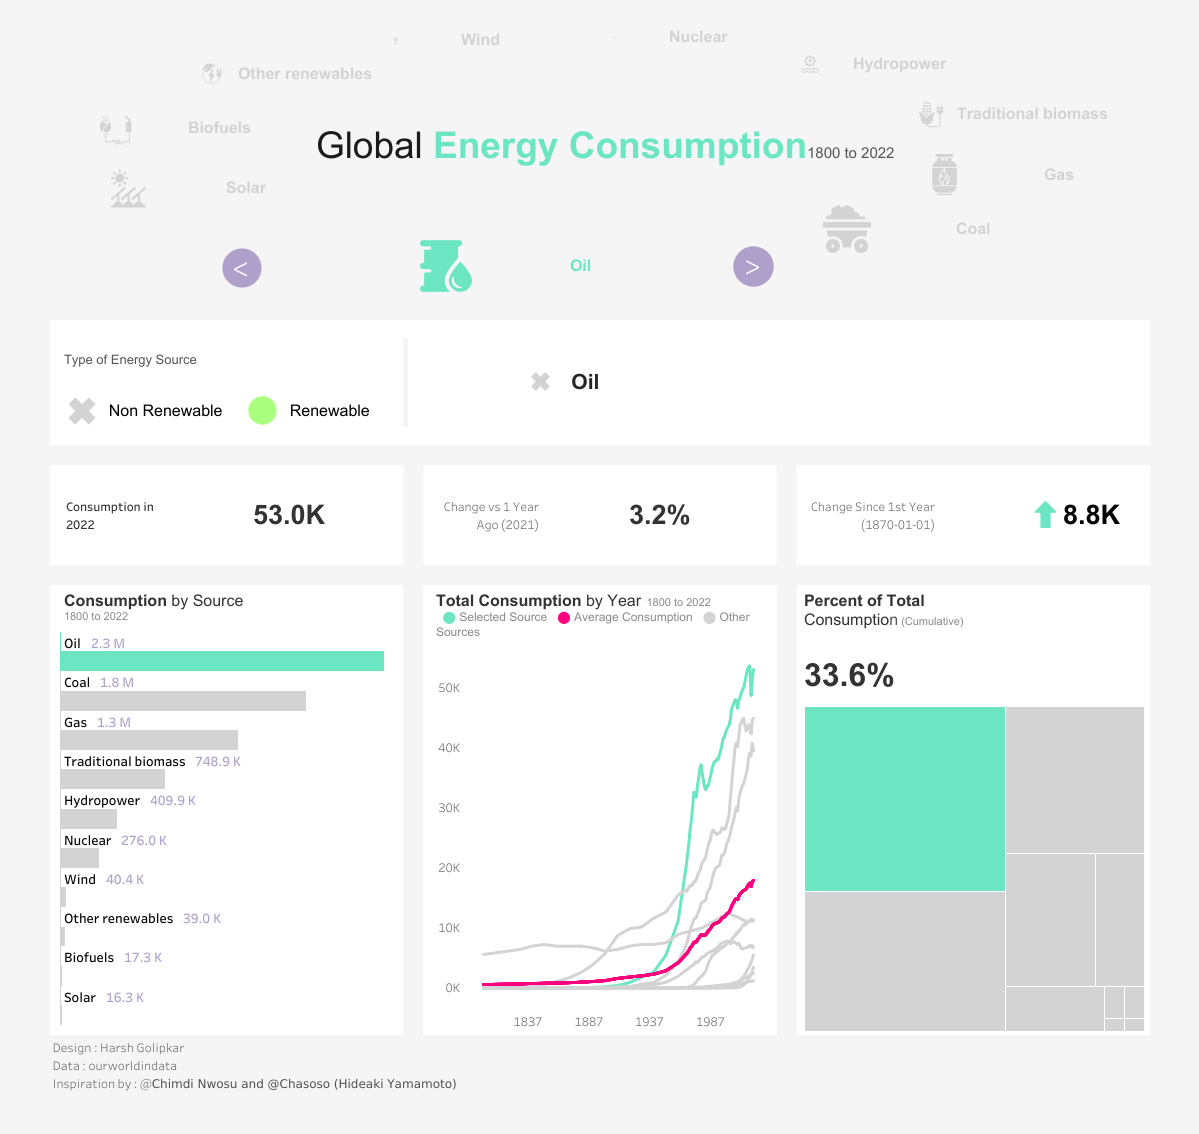 Wind
Nuclear
Hydropower
Other renewables
Traditional biomass
Biofuels
Global Energy Consumption 1800 to 2022
Gas
Solar
Coal
<
Oil
>
Type of Energy Source
Non Renewable
Renewable
Oil
Consumption in
2022
53.0K
Change vs 1 Year
Ago (2021)
3.2%
Change Since 1st Year
(1870-01-01)
8.8K
Consumption by Source
1800 to 2022
Oil 2.3 M
Coal 1.8 M
Gas 1.3 M
Traditional biomass 748.9 K
Hydropower 409.9 K
Nuclear 276.0 K
Wind 40.4 K
Other renewables 39.0 K
Biofuels 17.3 K
Solar 16.3 K
Total Consumption by Year 1800 to 2022
Selected Source Average Consumption Other
Sources
50K
40K
30K
20K
10K
0K
1837 1887 1937 1987
Percent of Total
Consumption (Cumulative)
33.6%
Design : Harsh Golipkar
Data : ourworldindata
Inspiration by : @Chimdi Nwosu and @Chasoso (Hideaki Yamamoto)